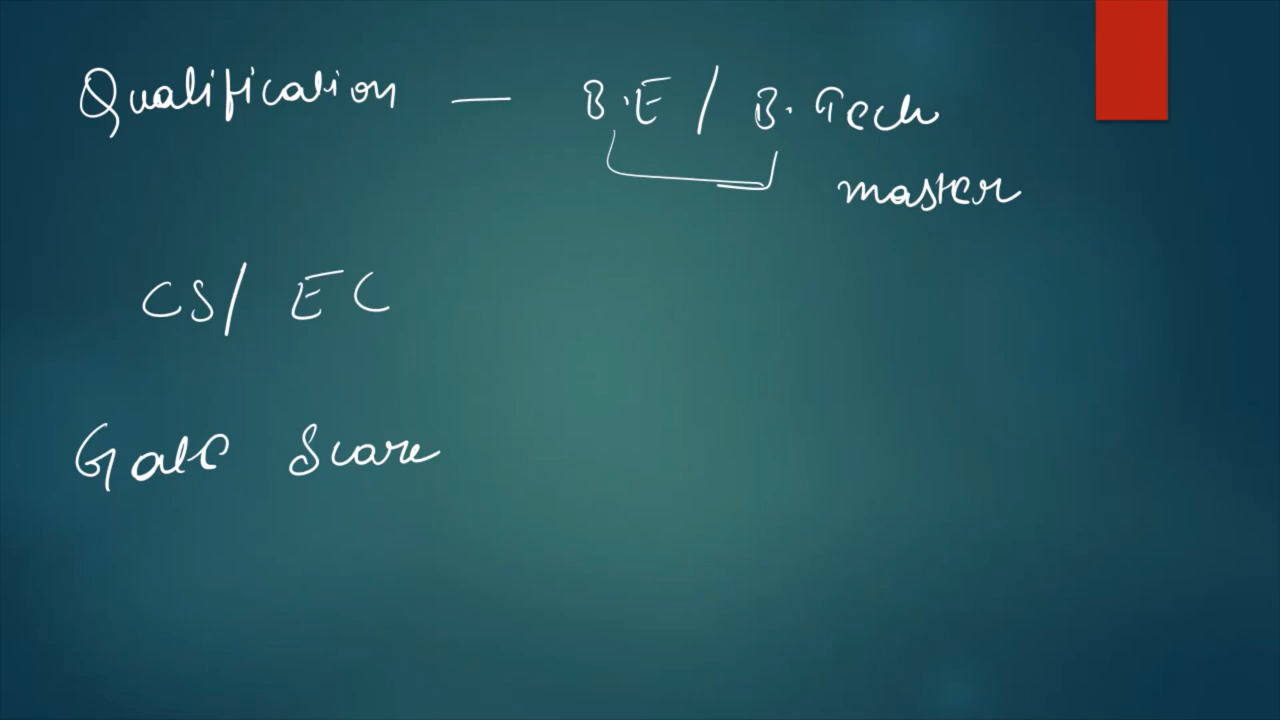 Qualification — B.E / B. Tech
master
CS/ EC
Gate Score